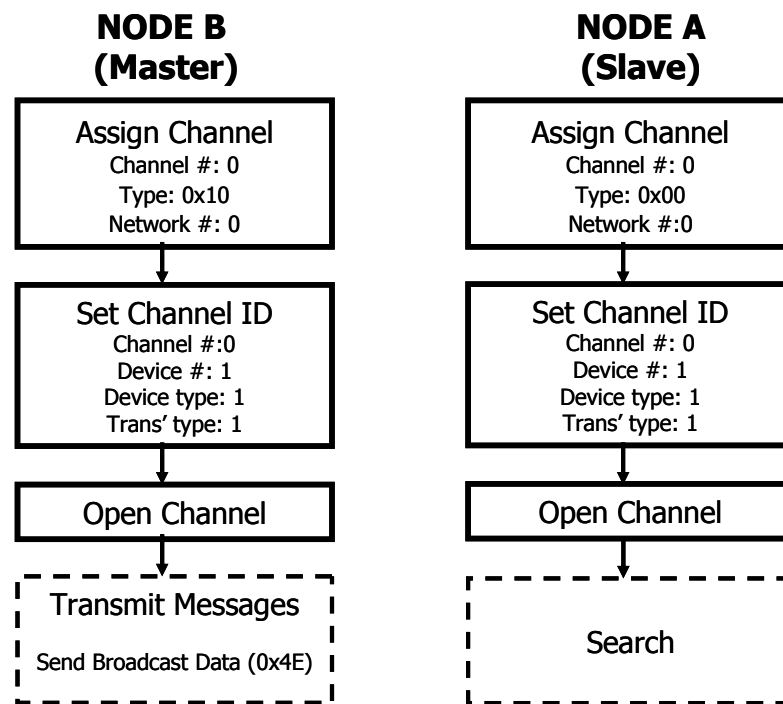 NODE B
(Master)
Assign Channel
Channel #: 0
Type: 0x10
Network #: 0
Set Channel ID
Channel #:0
Device #: 1
Device type: 1
Trans’ type: 1
Open Channel
Transmit Messages
Send Broadcast Data (0x4E)
NODE A
(Slave)
Assign Channel
Channel #: 0
Type: 0x00
Network #:0
Set Channel ID
Channel #: 0
Device #: 1
Device type: 1
Trans’ type: 1
Open Channel
Search